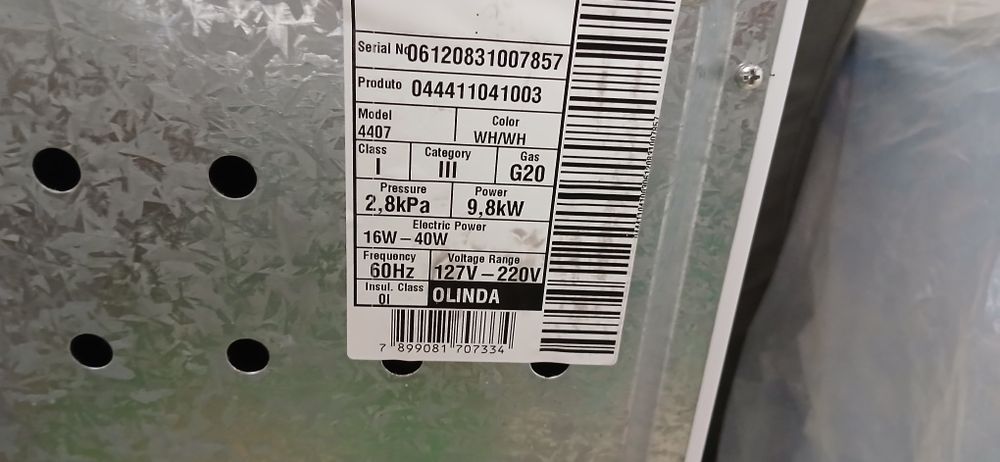 Serial No 06120831007857
Produto 044411041003
Model Color
4407 WH/WH
Class Category Gas
I III G20
Pressure Power
2,8kPa 9,8kW
Electric Power
16W – 40W
Frequency Voltage Range
60Hz 127V – 220V
Insul. Class OLINDA
0I
7 899081 707334